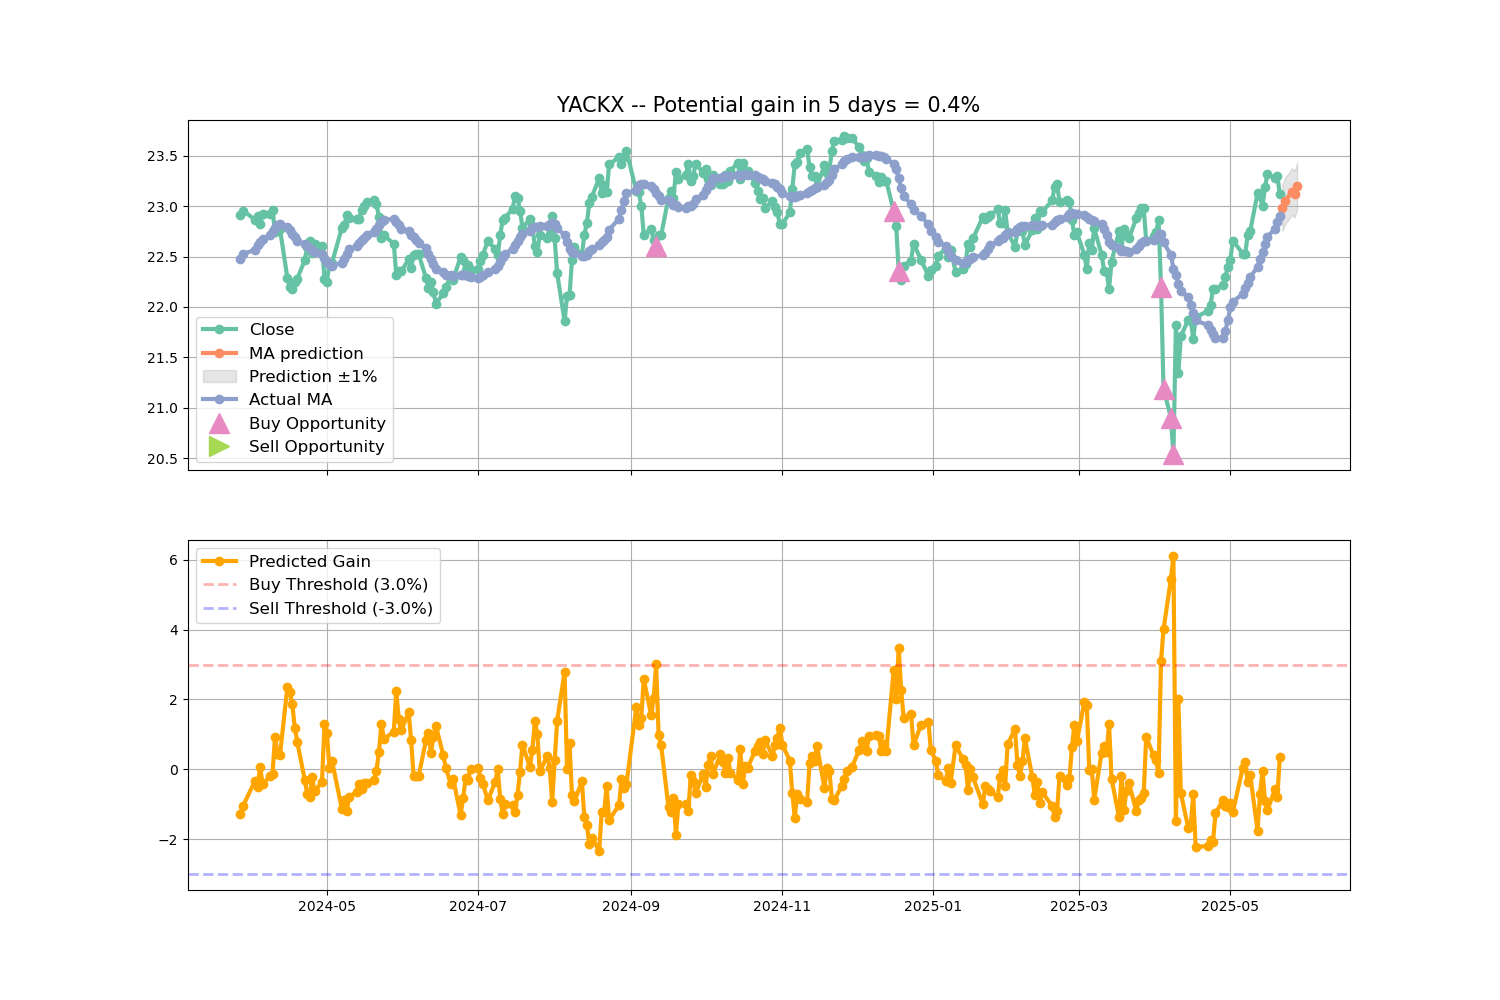 YACKX -- Potential gain in 5 days = 0.4%
23.5
23.0
22.5
22.0
21.5
21.0
20.5
Close
MA prediction
Prediction ±1%
Actual MA
Buy Opportunity
Sell Opportunity
6
4
2
0
−2
Predicted Gain
Buy Threshold (3.0%)
Sell Threshold (-3.0%)
2024-05 2024-07 2024-09 2024-11 2025-01 2025-03 2025-05